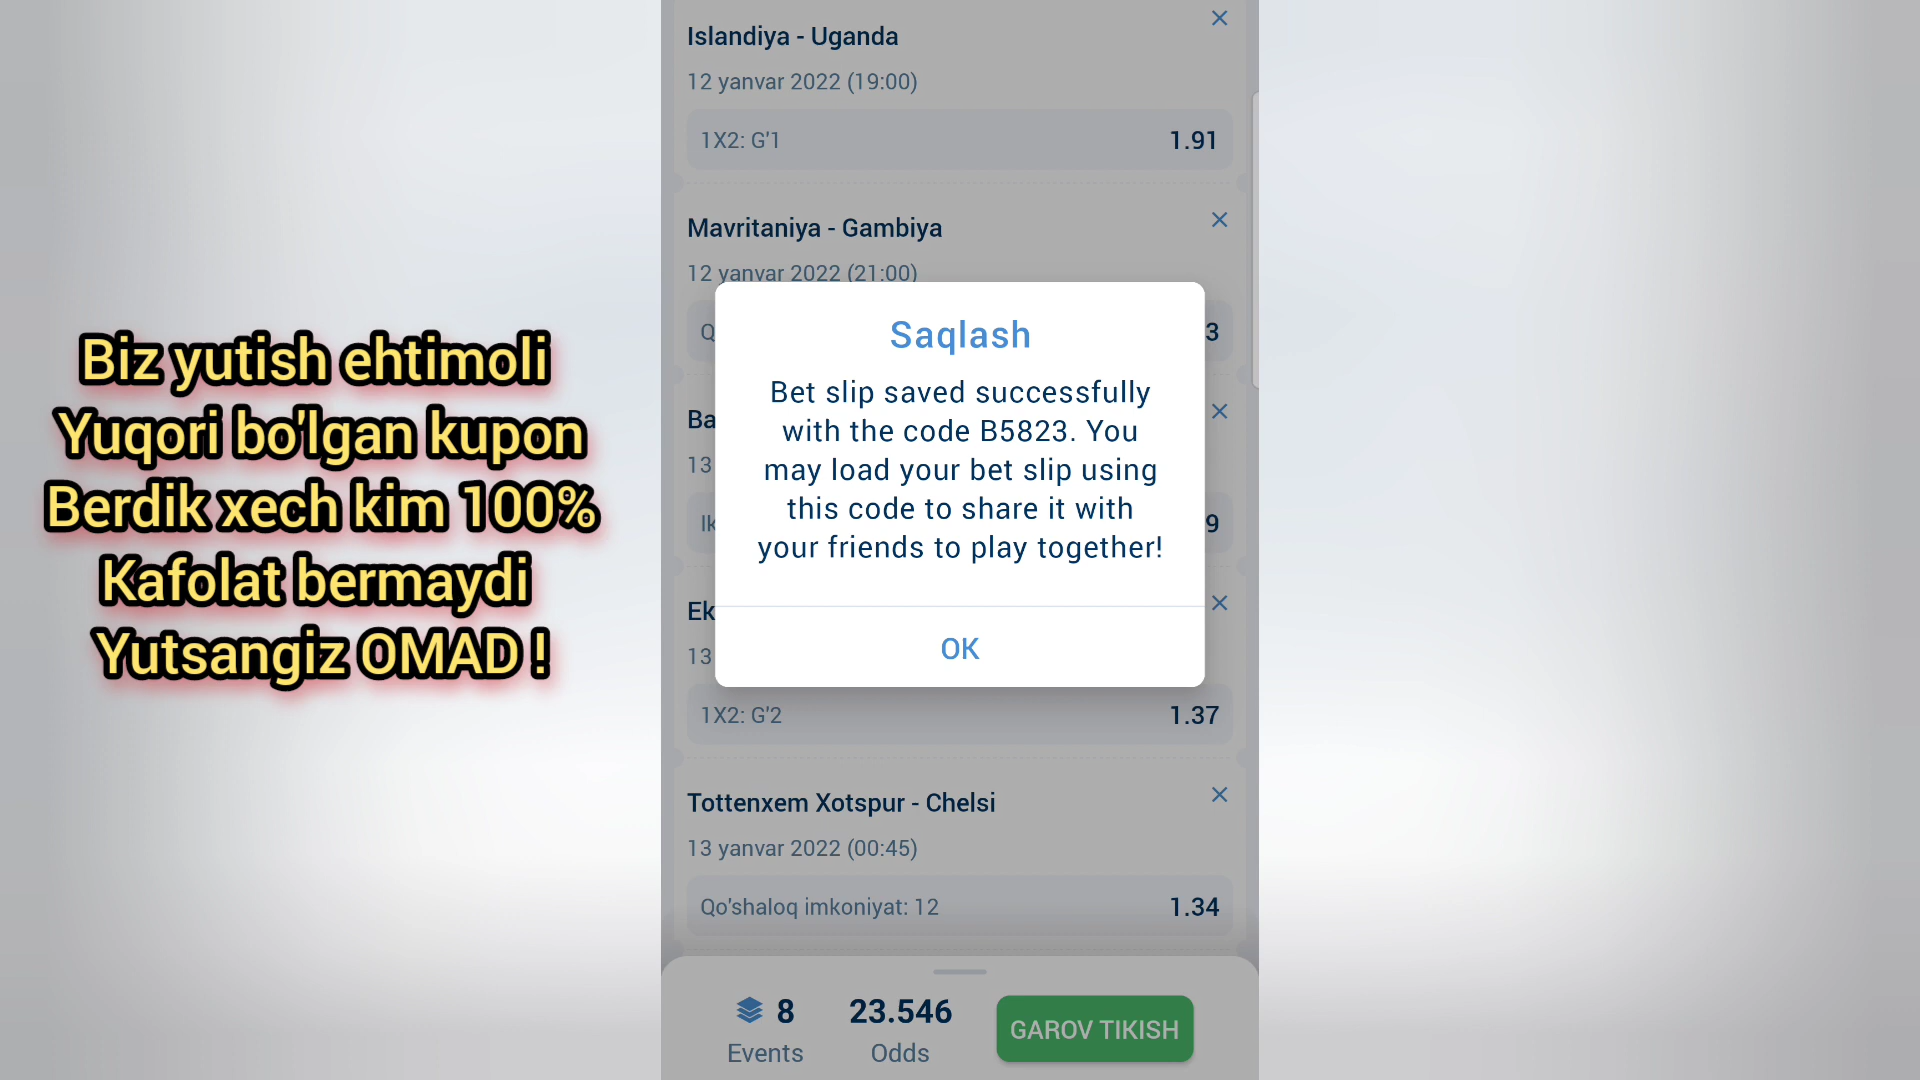 Biz yutish ehtimoli
Yuqori bo'lgan kupon
Berdik xech kim 100%
Kafolat bermaydi
Yutsangiz OMAD !
Islandiya - Uganda
12 yanvar 2022 (19:00)
1X2: G'1 1.91
Mavritaniya - Gambiya
12 yanvar 2022 (21:00)
Saqlash
Bet slip saved successfully
with the code B5823. You
may load your bet slip using
this code to share it with
your friends to play together!
OK
13
13
1X2: G'2 1.37
Tottenxem Xotspur - Chelsi
13 yanvar 2022 (00:45)
Qo'shaloq imkoniyat: 12 1.34
8 23.546 GAROV TIKISH
Events Odds